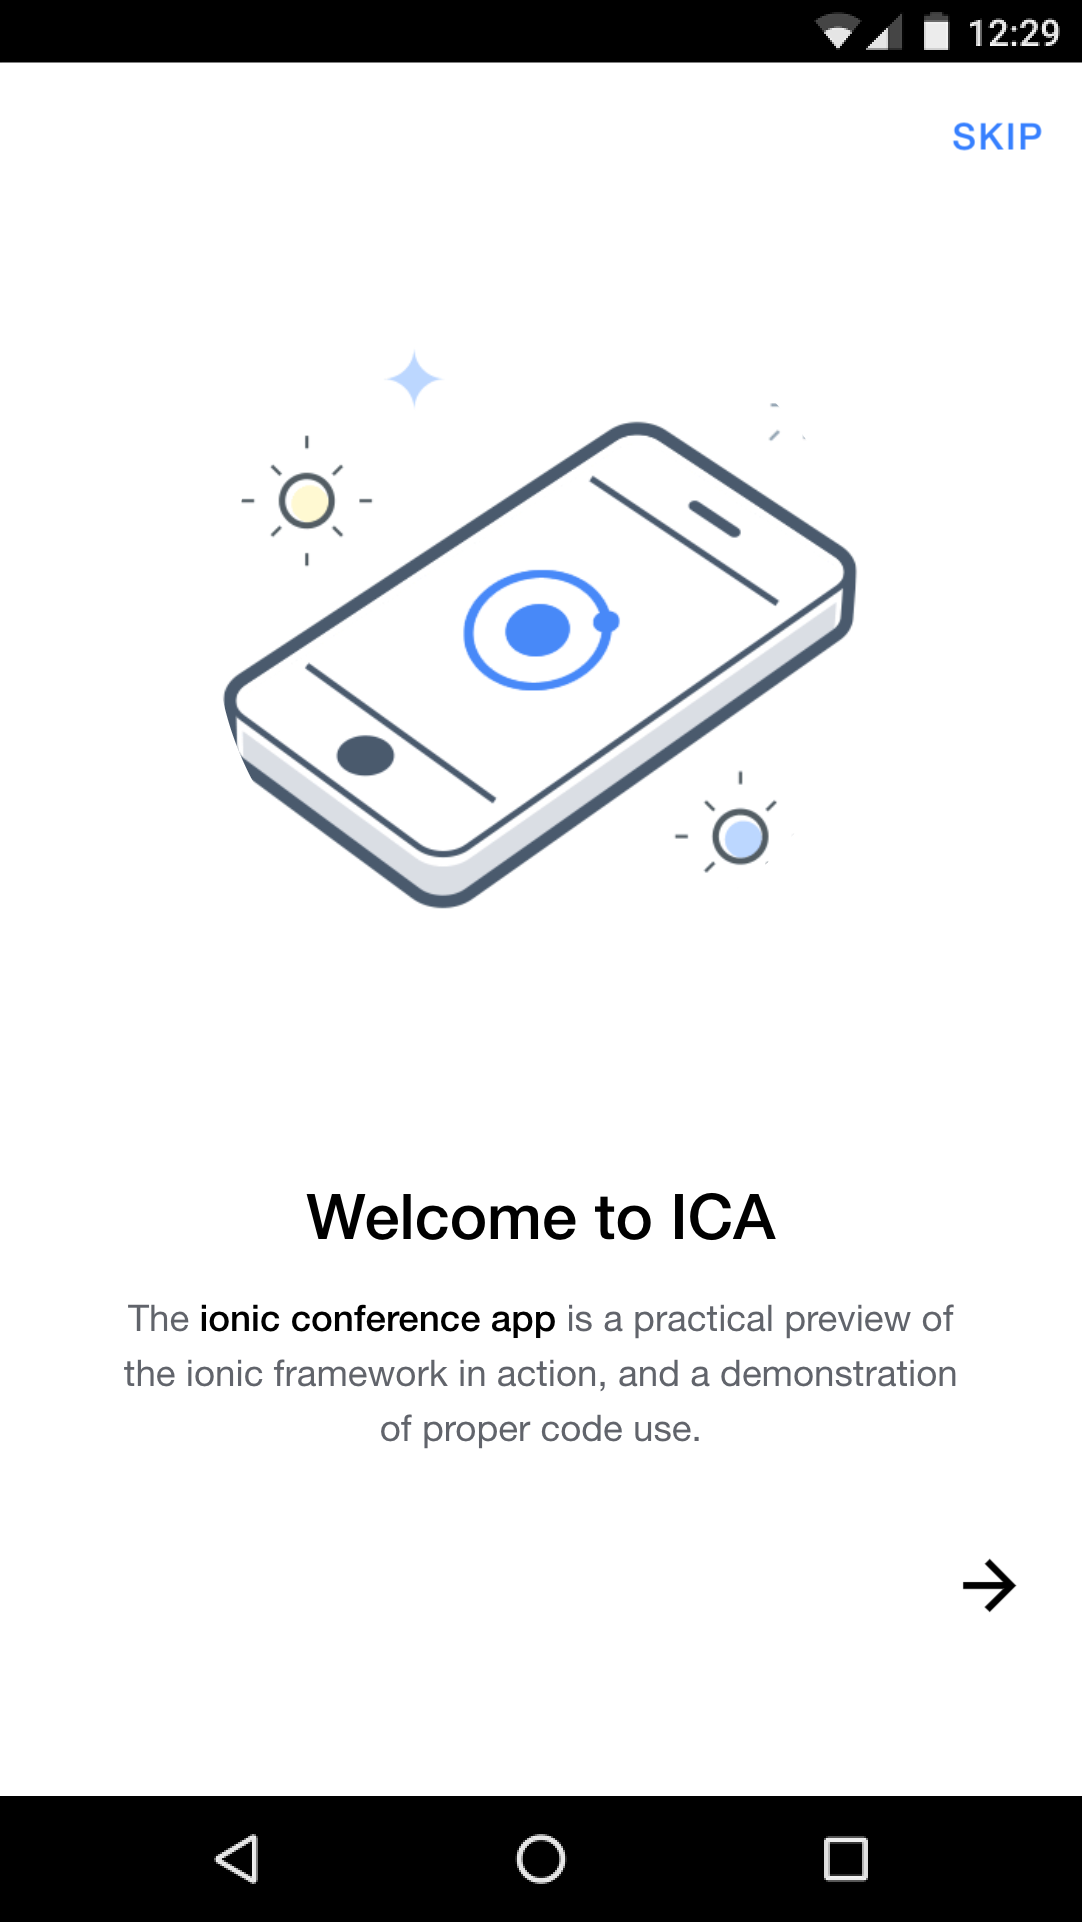 12:29
SKIP
Welcome to ICA
The ionic conference app is a practical preview of
the ionic framework in action, and a demonstration
of proper code use.